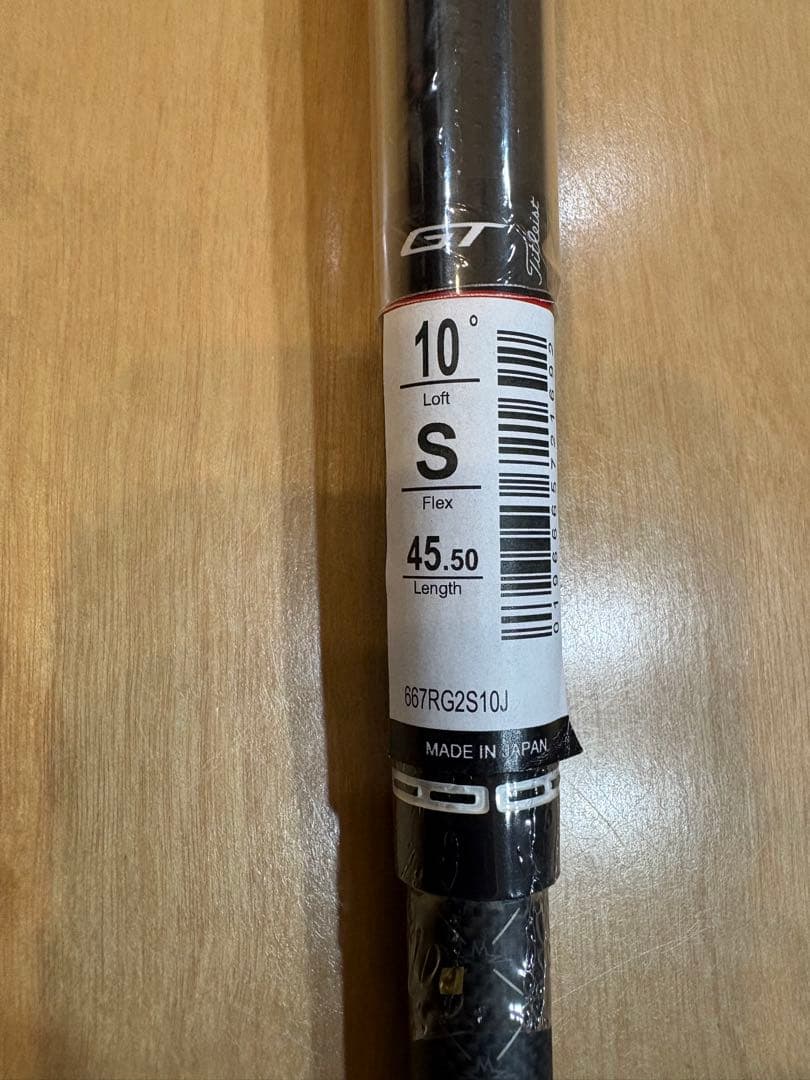 GT
Titleist
10°
Loft
S
Flex
45.50
Length
667RG2S10J
MADE IN JAPAN